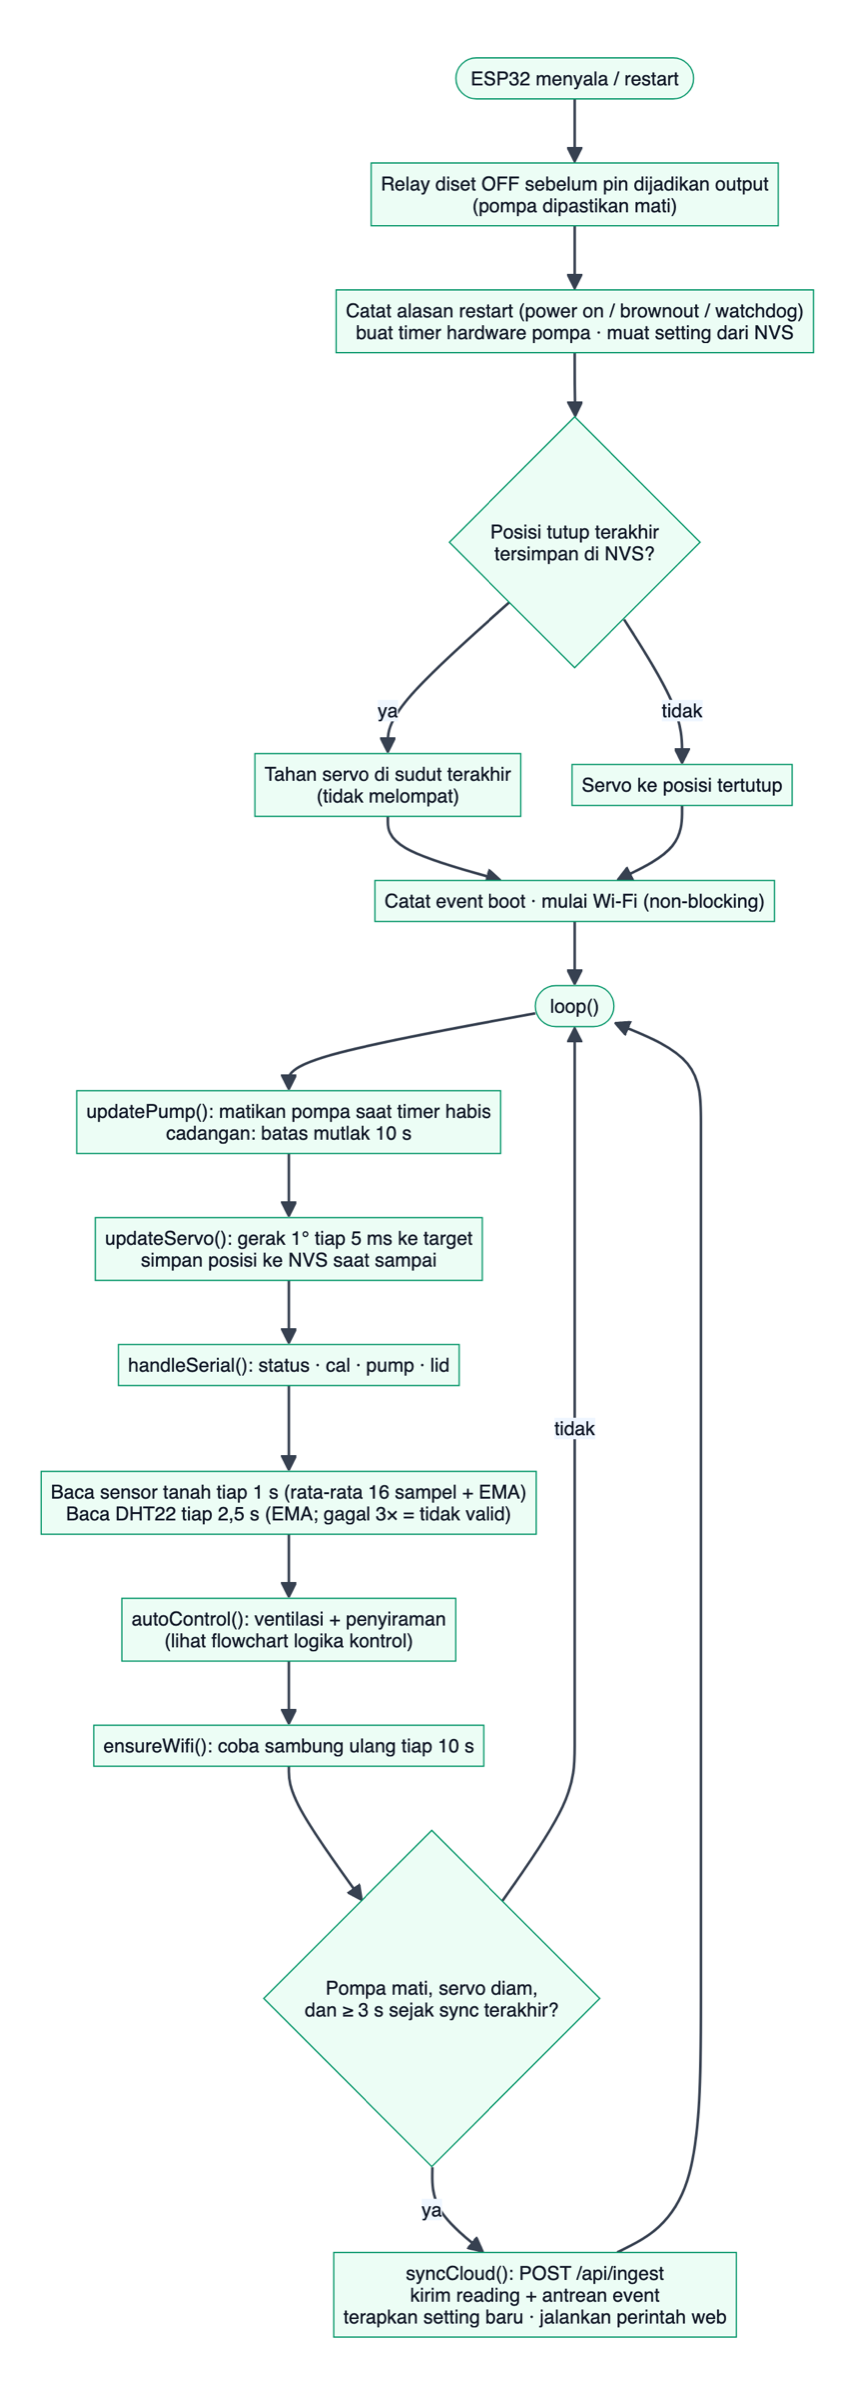 ESP32 menyala / restart
Relay diset OFF sebelum pin dijadikan output
(pompa dipastikan mati)
Catat alasan restart (power on / brownout / watchdog)
buat timer hardware pompa · muat setting dari NVS
Posisi tutup terakhir
tersimpan di NVS?
ya
tidak
Tahan servo di sudut terakhir
(tidak melompat)
Servo ke posisi tertutup
Catat event boot · mulai Wi-Fi (non-blocking)
loop()
updatePump(): matikan pompa saat timer habis
cadangan: batas mutlak 10 s
updateServo(): gerak 1° tiap 5 ms ke target
simpan posisi ke NVS saat sampai
handleSerial(): status · cal · pump · lid
tidak
Baca sensor tanah tiap 1 s (rata-rata 16 sampel + EMA)
Baca DHT22 tiap 2,5 s (EMA; gagal 3× = tidak valid)
autoControl(): ventilasi + penyiraman
(lihat flowchart logika kontrol)
ensureWifi(): coba sambung ulang tiap 10 s
Pompa mati, servo diam,
dan ≥ 3 s sejak sync terakhir?
ya
syncCloud(): POST /api/ingest
kirim reading + antrean event
terapkan setting baru · jalankan perintah web